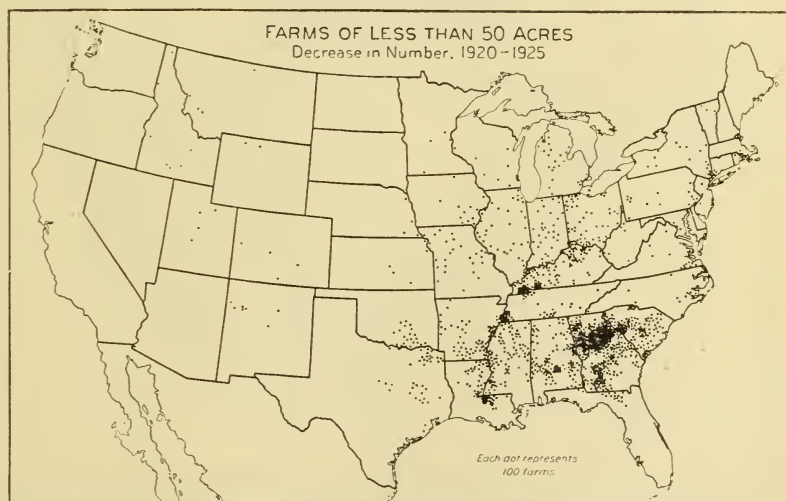 FARMS OF LESS THAN 50 ACRES
Decrease in Number, 1920-1925
Each dot represents
100 farms